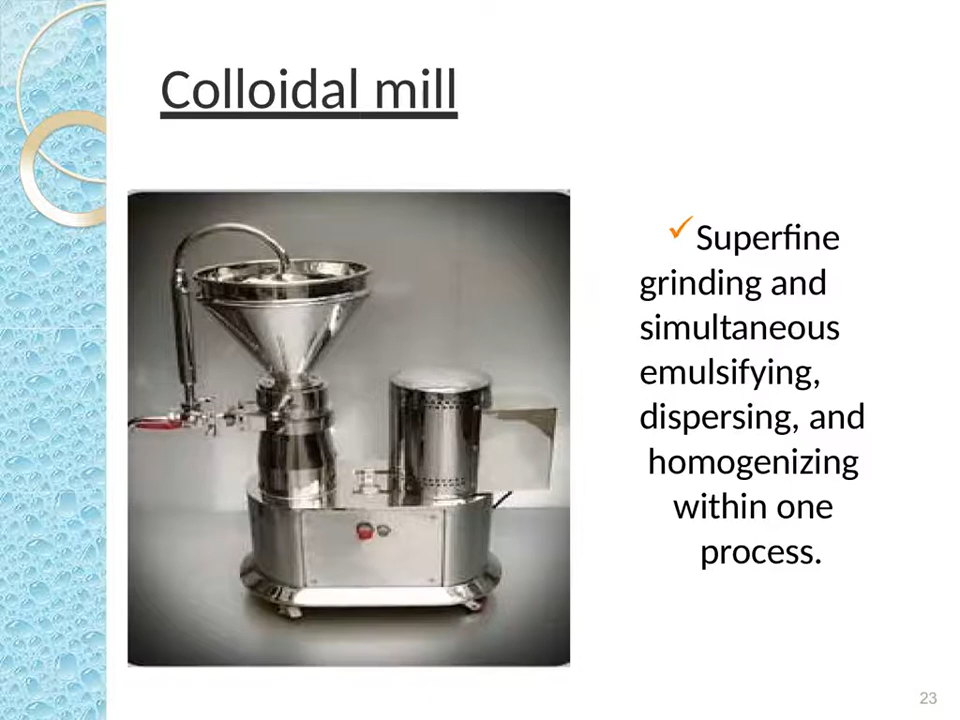 Colloidal mill
✓Superfine
grinding and
simultaneous
emulsifying,
dispersing, and
homogenizing
within one
process.
23